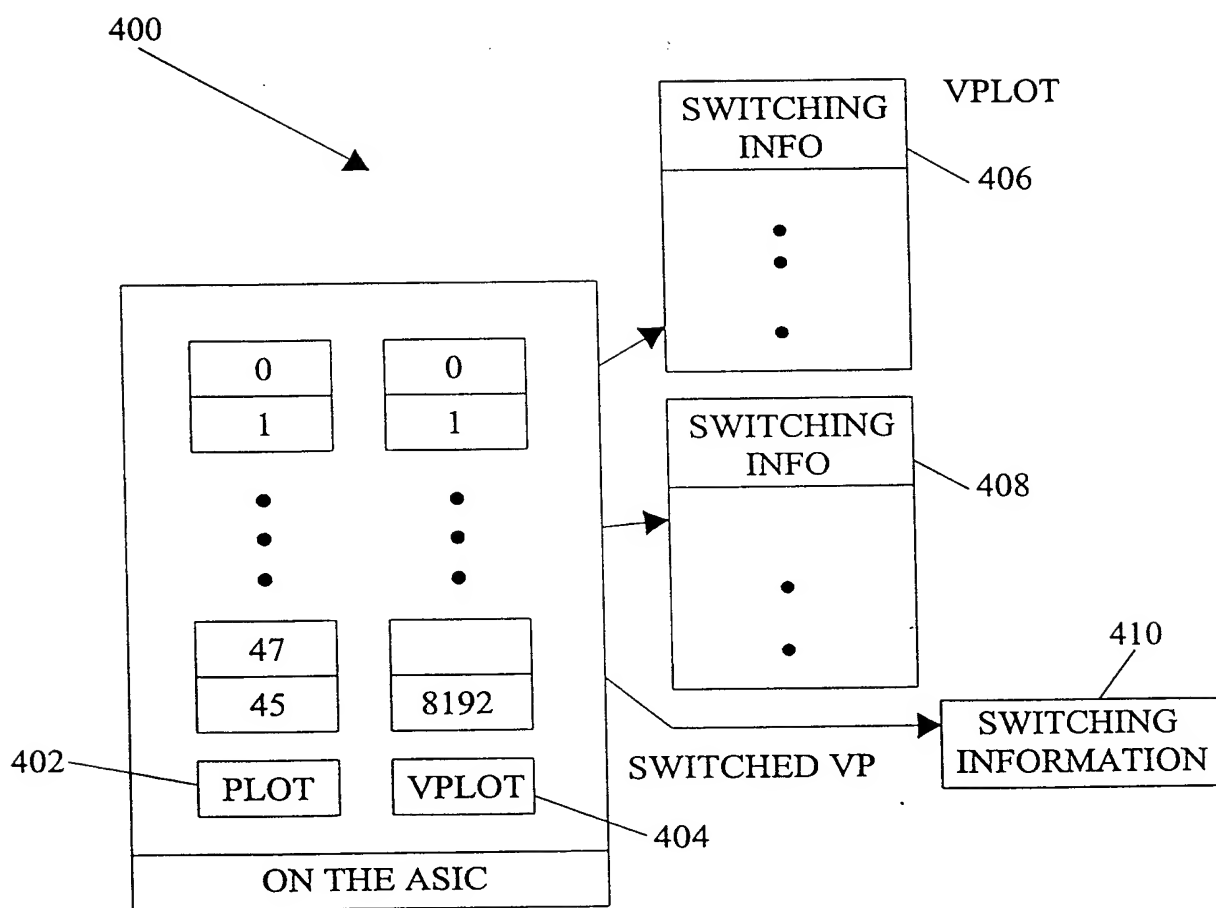 400
VPLOT
SWITCHING
INFO
406
0
1
0
1
SWITCHING
INFO
408
47
45
8192
410
SWITCHING
INFORMATION
402
PLOT
VPLOT
SWITCHED VP
404
ON THE ASIC